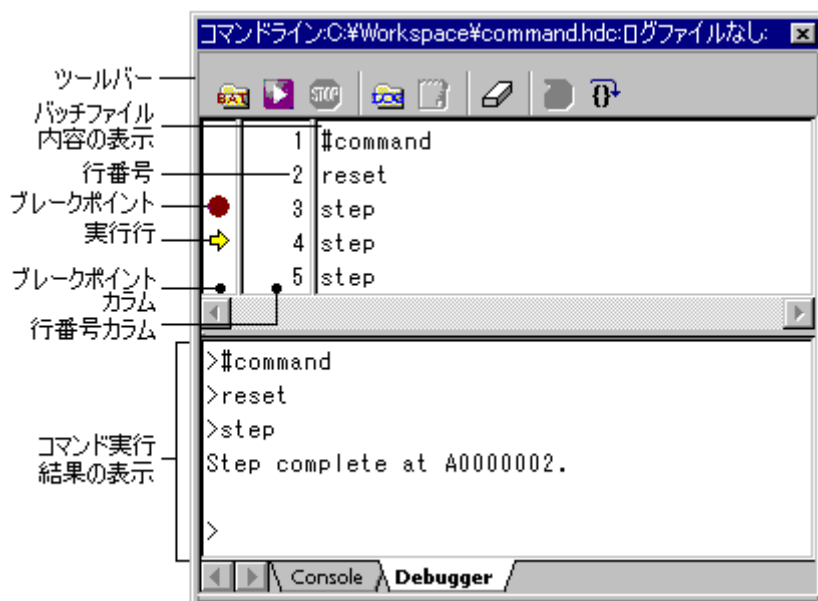 コマンドライン:C:¥Workspace¥command.hdc:ログファイルなし:
ツールバー
BAT
STOP
LOG
バッチファイル
内容の表示
1 #command
行番号
2 reset
ブレークポイント
3 step
実行行
4 step
ブレークポイント
カラム
5 step
行番号カラム
>#command
>reset
>step
コマンド実行
結果の表示
Step complete at A0000002.
>
Console
Debugger